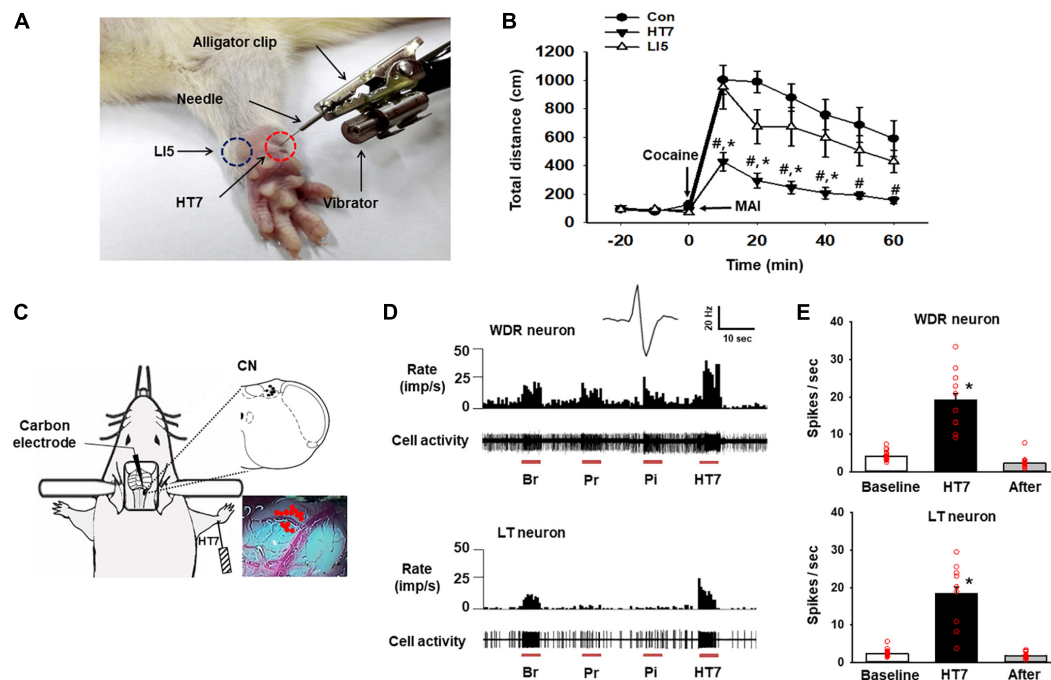 A
Alligator clip
Needle
LI5
HT7
Vibrator
B
Con
HT7
LI5
1200
1000
800
600
400
200
0
Total distance (cm)
Cocaine
MAI
#,*
#,*
#,*
#,*
#
#
-20
0
20
40
60
Time (min)
C
CN
Carbon
electrode
HT7
D
WDR neuron
20 Hz
10 sec
50
25
0
Rate
(imp/s)
Cell activity
Br
Pr
Pi
HT7
LT neuron
50
25
0
Rate
(imp/s)
Cell activity
Br
Pr
Pi
HT7
E
WDR neuron
40
30
20
10
0
Spikes / sec
*
Baseline
HT7
After
LT neuron
40
30
20
10
0
Spikes / sec
*
Baseline
HT7
After